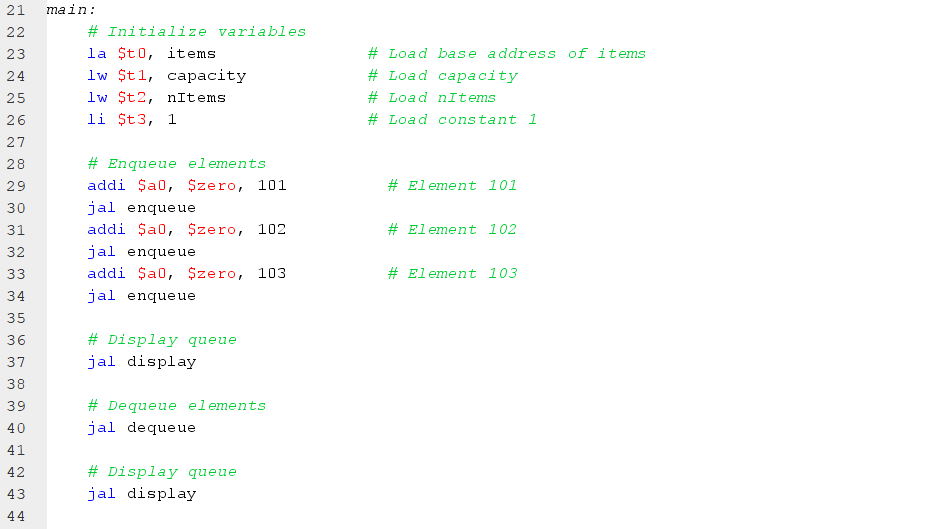 21 main:
22     # Initialize variables
23     la $t0, items               # Load base address of items
24     lw $t1, capacity            # Load capacity
25     lw $t2, nItems              # Load nItems
26     li $t3, 1                   # Load constant 1
27
28     # Enqueue elements
29     addi $a0, $zero, 101          # Element 101
30     jal enqueue
31     addi $a0, $zero, 102          # Element 102
32     jal enqueue
33     addi $a0, $zero, 103          # Element 103
34     jal enqueue
35
36     # Display queue
37     jal display
38
39     # Dequeue elements
40     jal dequeue
41
42     # Display queue
43     jal display
44